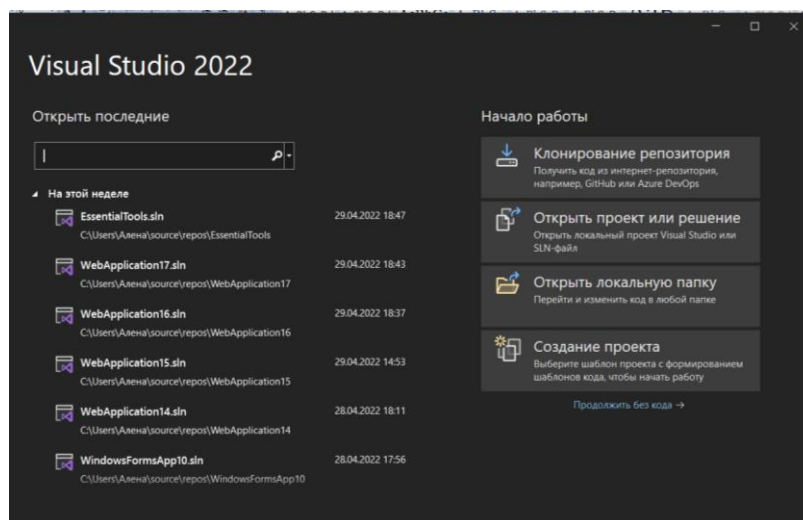 Visual Studio 2022
Открыть последние
На этой неделе
EssentialTools.sln 29.04.2022 18:47
C:\Users\Алена\source\repos\EssentialTools
WebApplication17.sln 29.04.2022 18:43
C:\Users\Алена\source\repos\WebApplication17
WebApplication16.sln 29.04.2022 18:37
C:\Users\Алена\source\repos\WebApplication16
WebApplication15.sln 29.04.2022 14:53
C:\Users\Алена\source\repos\WebApplication15
WebApplication14.sln 28.04.2022 18:11
C:\Users\Алена\source\repos\WebApplication14
WindowsFormsApp10.sln 28.04.2022 17:56
C:\Users\Алена\source\repos\WindowsFormsApp10
Начало работы
Клонирование репозитория
Получить код из интернет-репозитория,
например, GitHub или Azure DevOps
Открыть проект или решение
Открыть локальный проект Visual Studio или
SLN-файл
Открыть локальную папку
Перейти и изменить код в любой папке
Создание проекта
Выберите шаблон проекта с формированием
шаблонов кода, чтобы начать работу
Продолжить без кода →